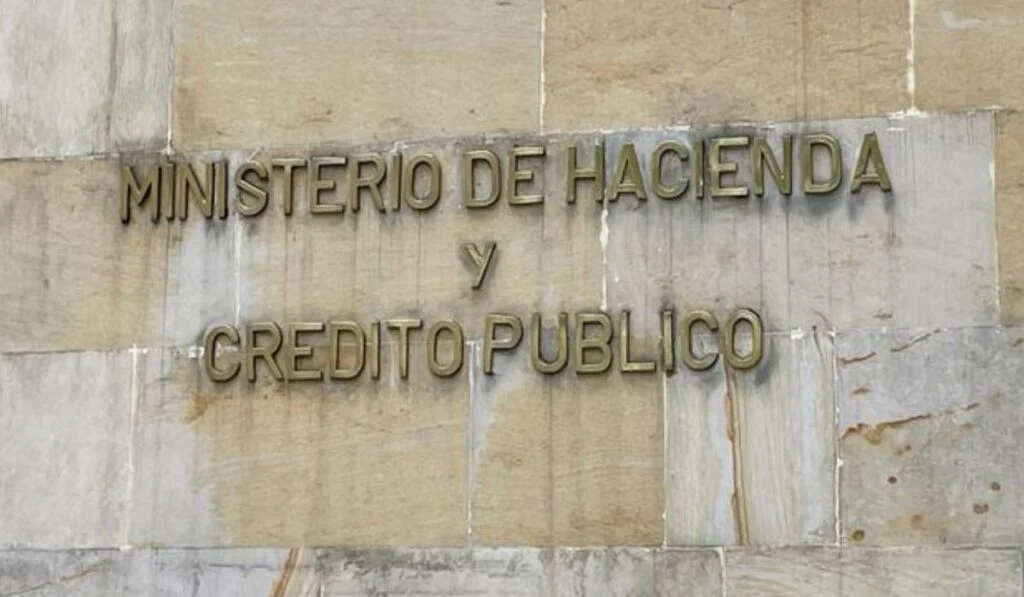 MINISTERIO DE HACIENDA
Y
CREDITO PUBLICO